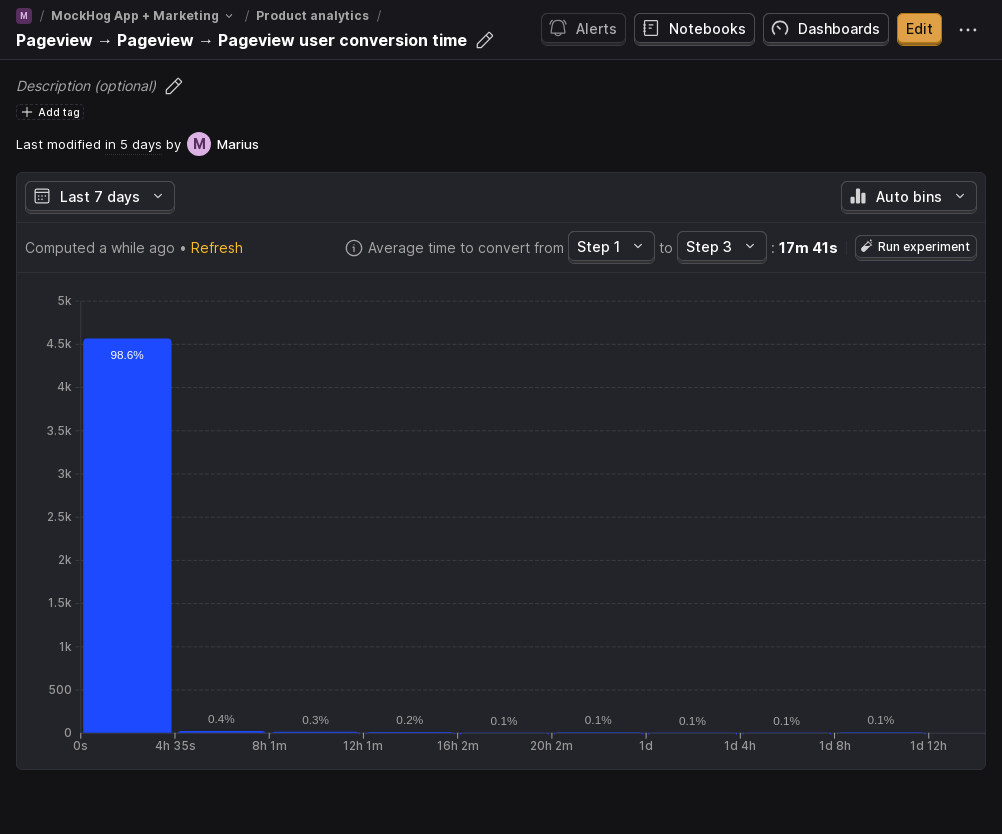 M / MockHog App + Marketing / Product analytics /
Pageview → Pageview → Pageview user conversion time
Alerts Notebooks Dashboards Edit
Description (optional)
+ Add tag
Last modified in 5 days by M Marius
Last 7 days Auto bins
Computed a while ago • Refresh Average time to convert from Step 1 to Step 3 : 17m 41s Run experiment
5k
4.5k
98.6%
4k
3.5k
3k
2.5k
2k
1.5k
1k
500
0.4% 0.3% 0.2% 0.1% 0.1% 0.1% 0.1% 0.1%
0
0s 4h 35s 8h 1m 12h 1m 16h 2m 20h 2m 1d 1d 4h 1d 8h 1d 12h